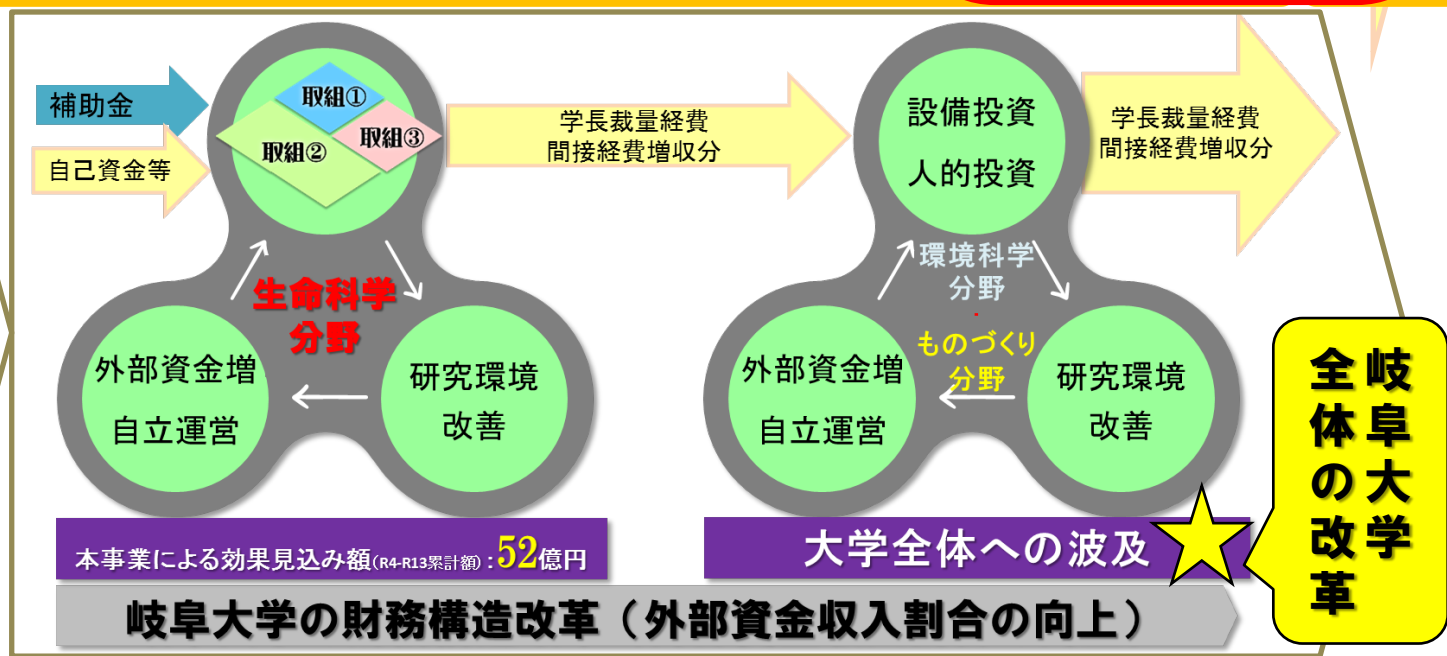 補助金
自己資金等
取組①
取組②
取組③
学長裁量経費
間接経費増収分
設備投資
人的投資
学長裁量経費
間接経費増収分
生命科学
分野
外部資金増
自立運営
研究環境
改善
環境科学
分野
・
ものづくり
分野
外部資金増
自立運営
研究環境
改善
岐阜大学
全体の改革
本事業による効果見込み額(R4-R13累計額):52億円
大学全体への波及
岐阜大学の財務構造改革(外部資金収入割合の向上)